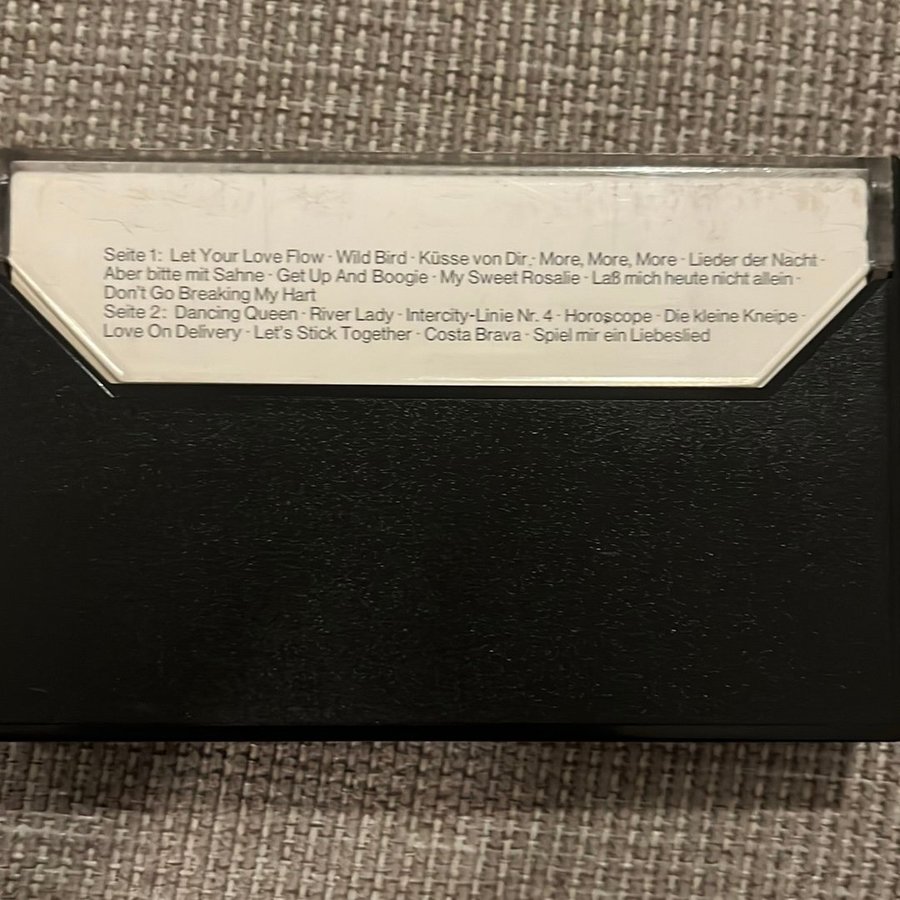 Seite 1: Let Your Love Flow · Wild Bird · Küsse von Dir · More, More, More · Lieder der Nacht ·
Aber bitte mit Sahne · Get Up And Boogie · My Sweet Rosalie · Laß mich heute nicht allein ·
Don't Go Breaking My Hart
Seite 2: Dancing Queen · River Lady · Intercity-Linie Nr. 4 · Horoscope · Die kleine Kneipe ·
Love On Delivery · Let's Stick Together · Costa Brava · Spiel mir ein Liebeslied